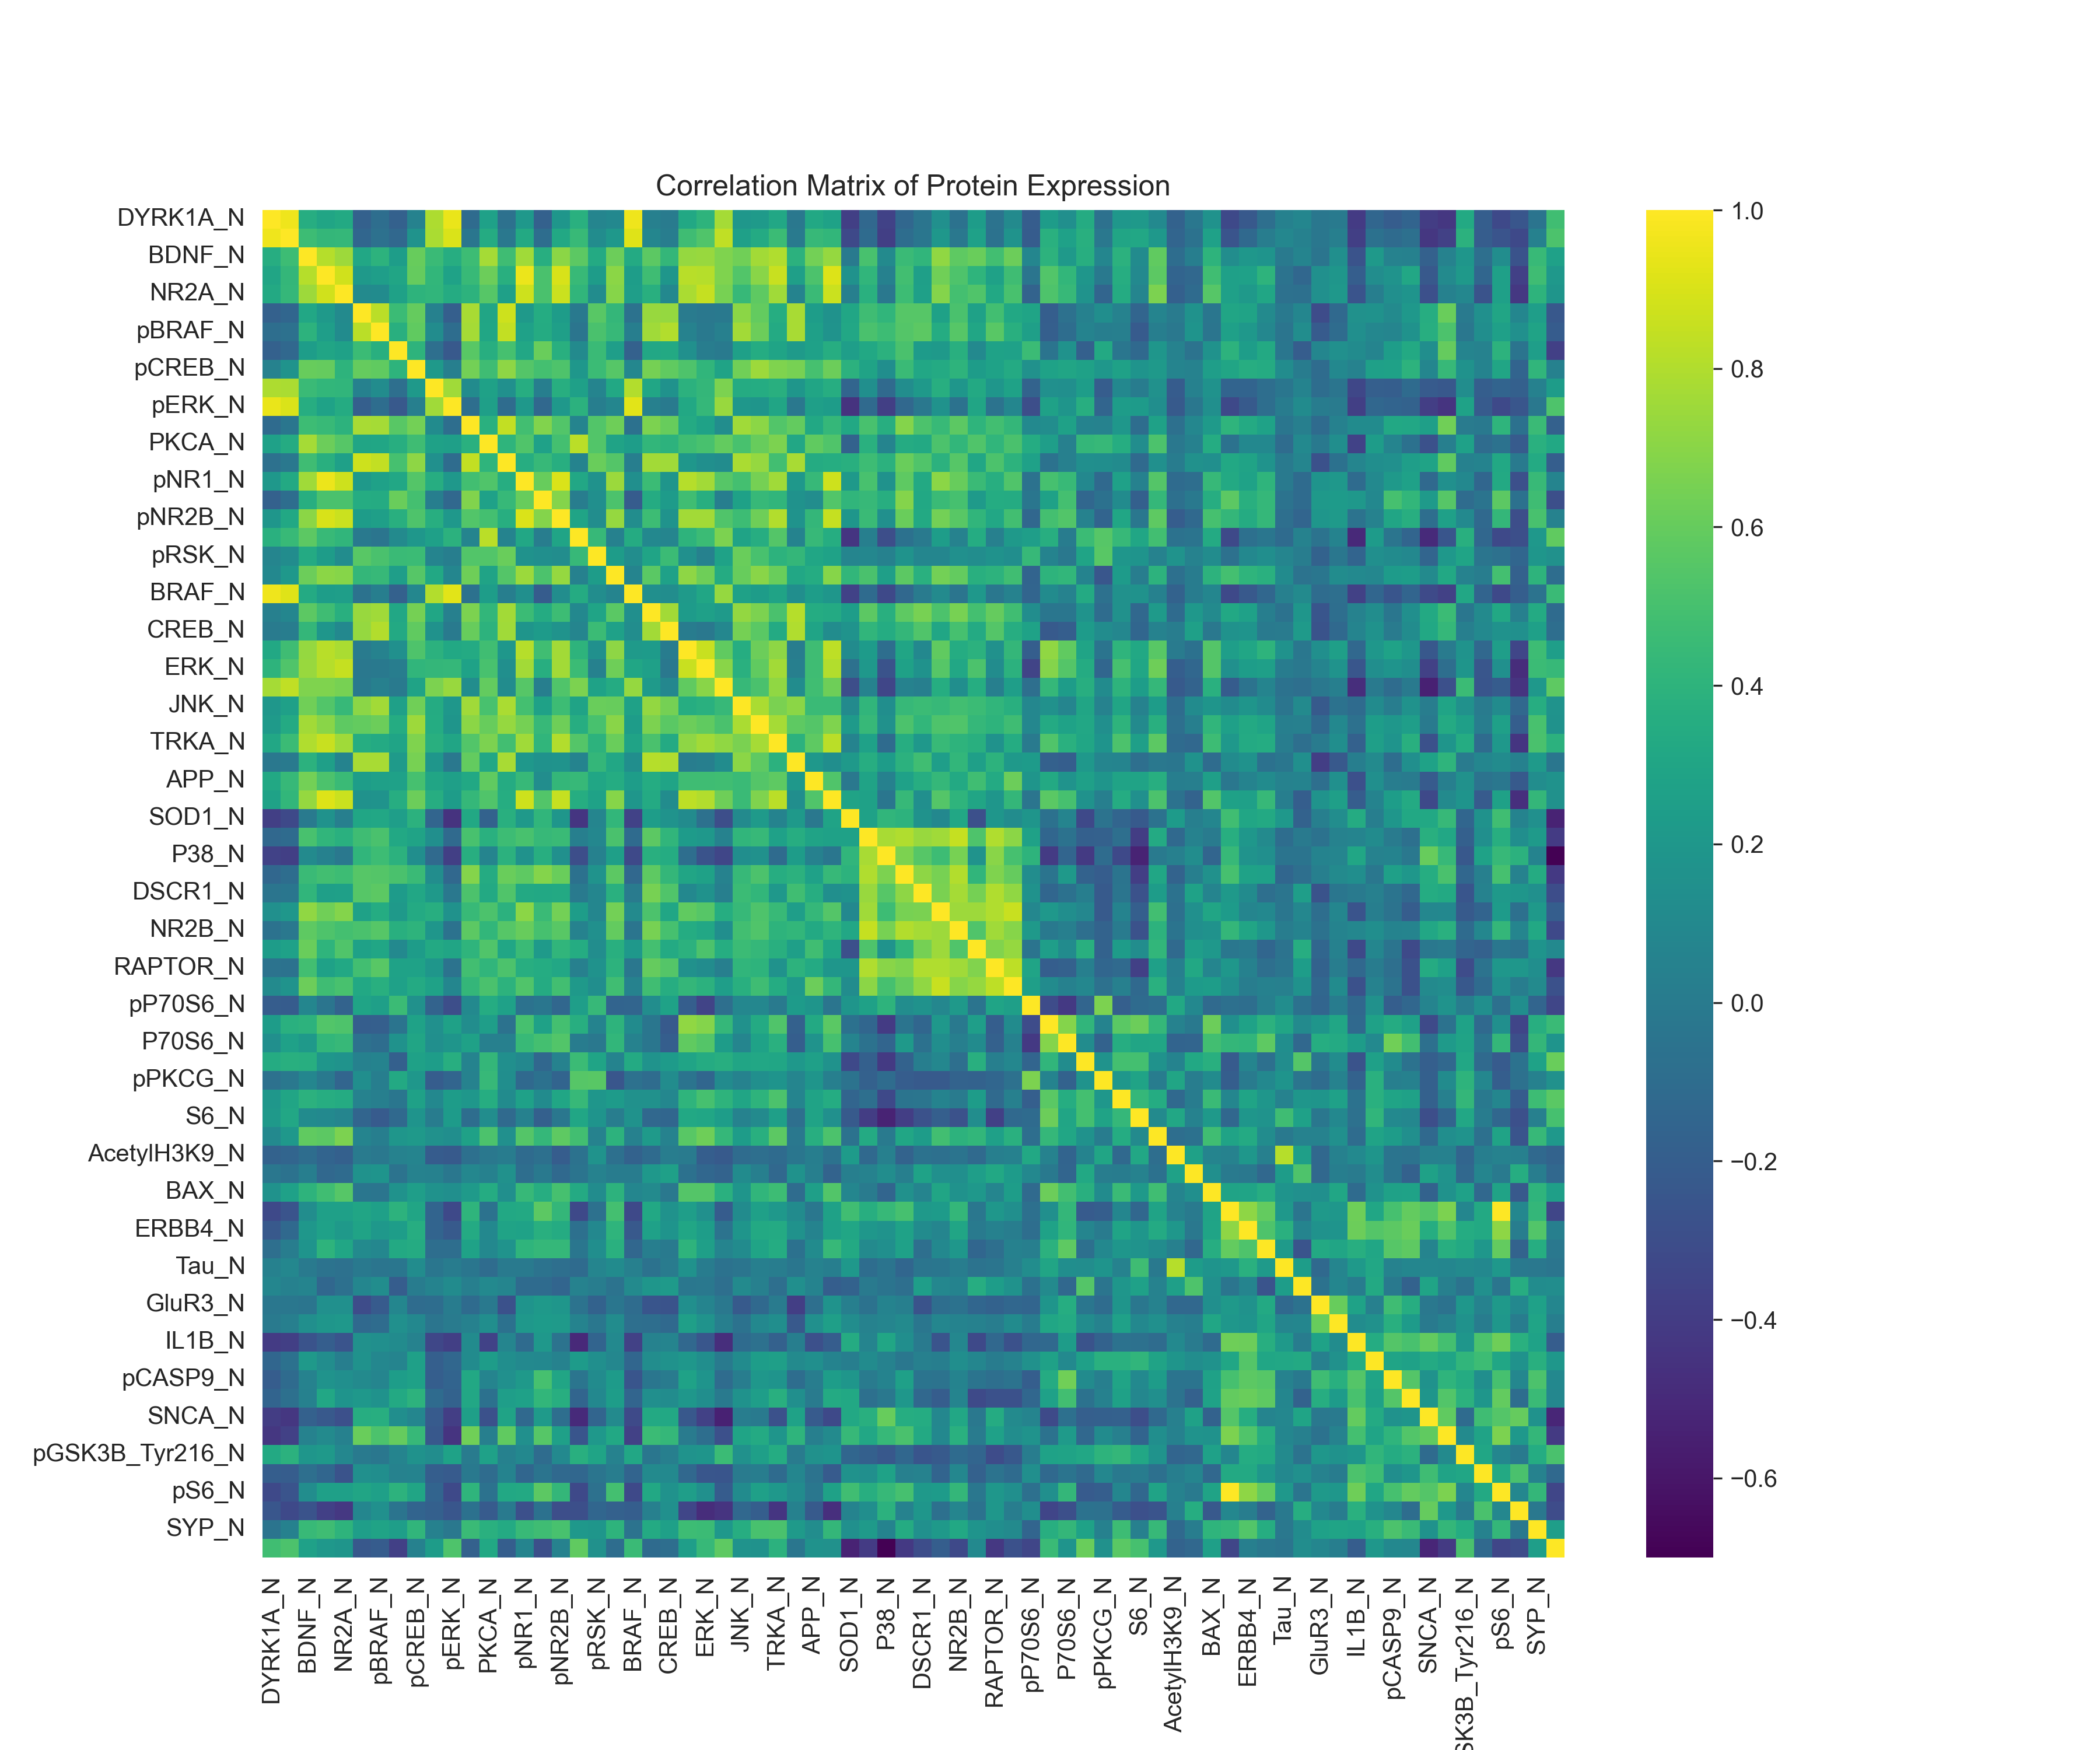 Correlation Matrix of Protein Expression
DYRK1A_N
BDNF_N
NR2A_N
pBRAF_N
pCREB_N
pERK_N
PKCA_N
pNR1_N
pNR2B_N
pRSK_N
BRAF_N
CREB_N
ERK_N
JNK_N
TRKA_N
APP_N
SOD1_N
P38_N
DSCR1_N
NR2B_N
RAPTOR_N
pP70S6_N
P70S6_N
pPKCG_N
S6_N
AcetylH3K9_N
BAX_N
ERBB4_N
Tau_N
GluR3_N
IL1B_N
pCASP9_N
SNCA_N
pGSK3B_Tyr216_N
pS6_N
SYP_N
DYRK1A_N
BDNF_N
NR2A_N
pBRAF_N
pCREB_N
pERK_N
PKCA_N
pNR1_N
pNR2B_N
pRSK_N
BRAF_N
CREB_N
ERK_N
JNK_N
TRKA_N
APP_N
SOD1_N
P38_N
DSCR1_N
NR2B_N
RAPTOR_N
pP70S6_N
P70S6_N
pPKCG_N
S6_N
AcetylH3K9_N
BAX_N
ERBB4_N
Tau_N
GluR3_N
IL1B_N
pCASP9_N
SNCA_N
SK3B_Tyr216_N
pS6_N
SYP_N
1.0
0.8
0.6
0.4
0.2
0.0
−0.2
−0.4
−0.6